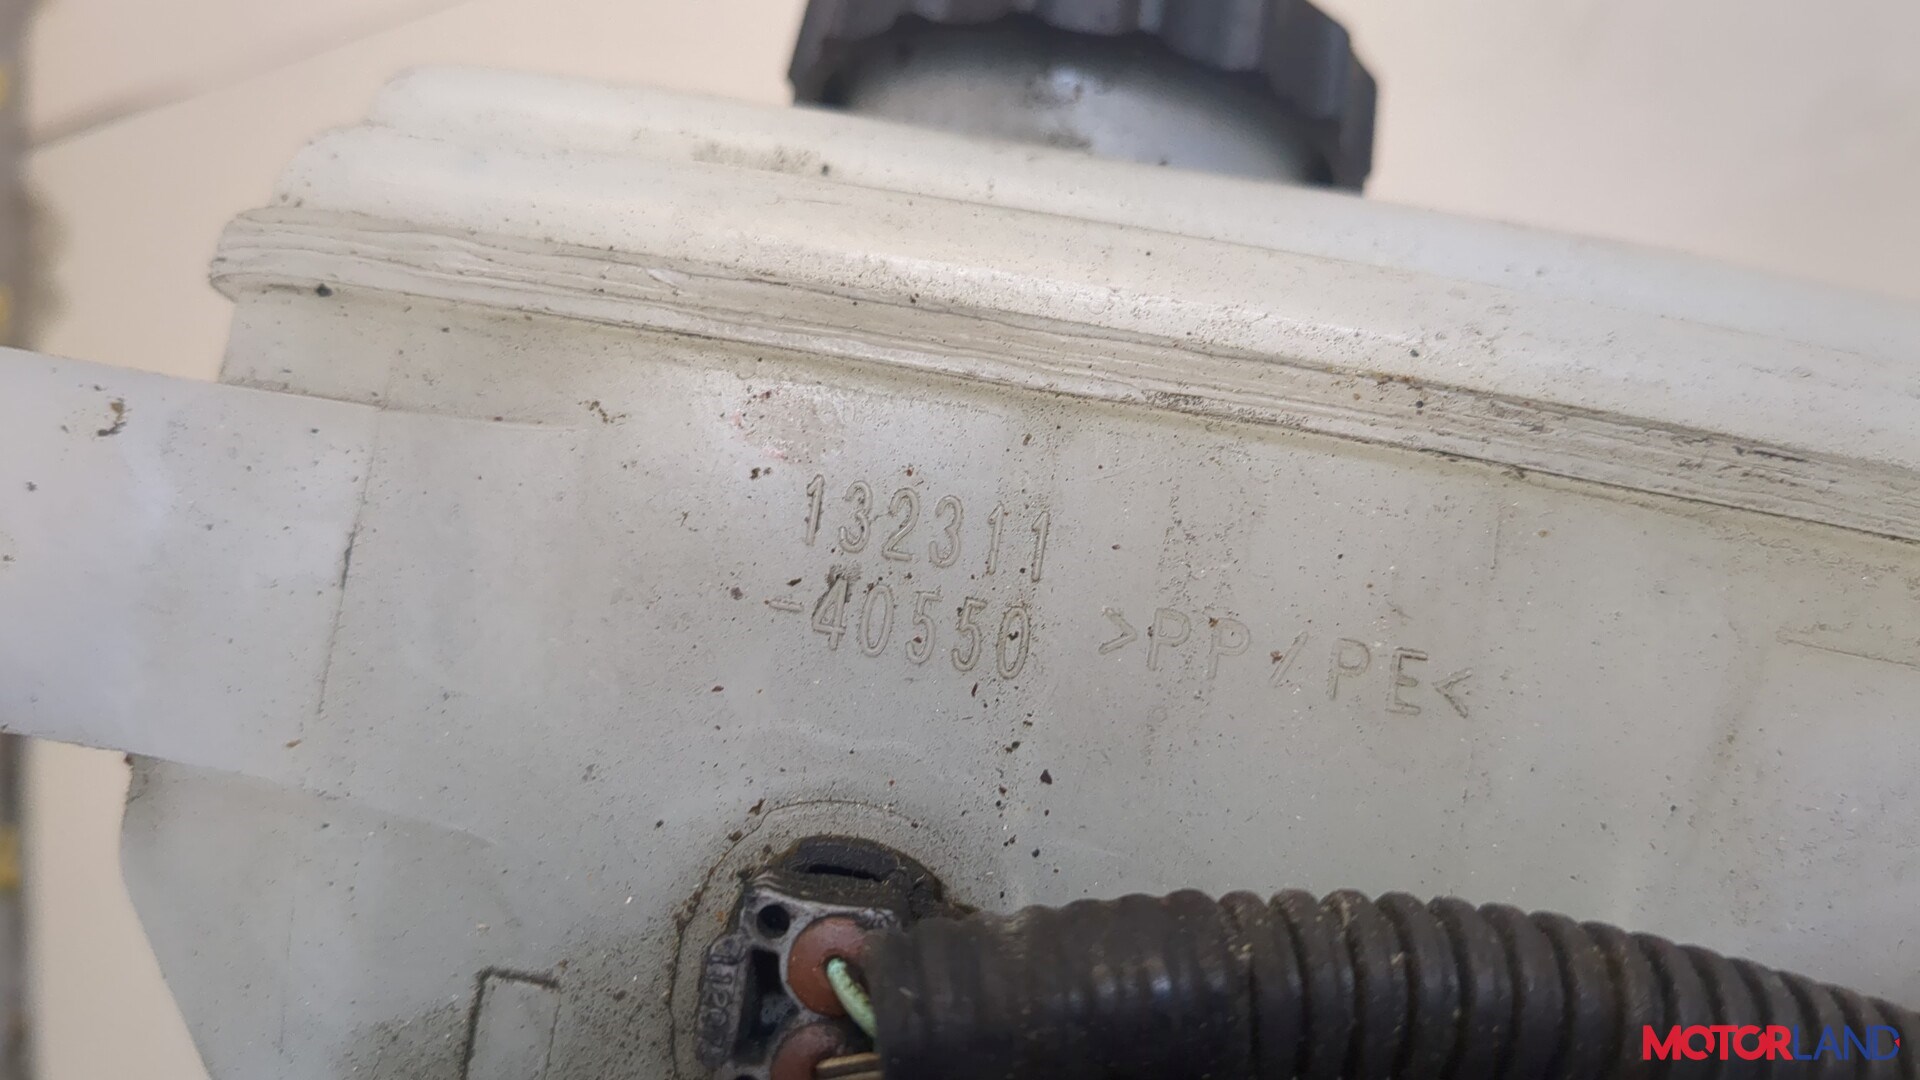 132311
-40550
>PP/PE<
MOTORLAND